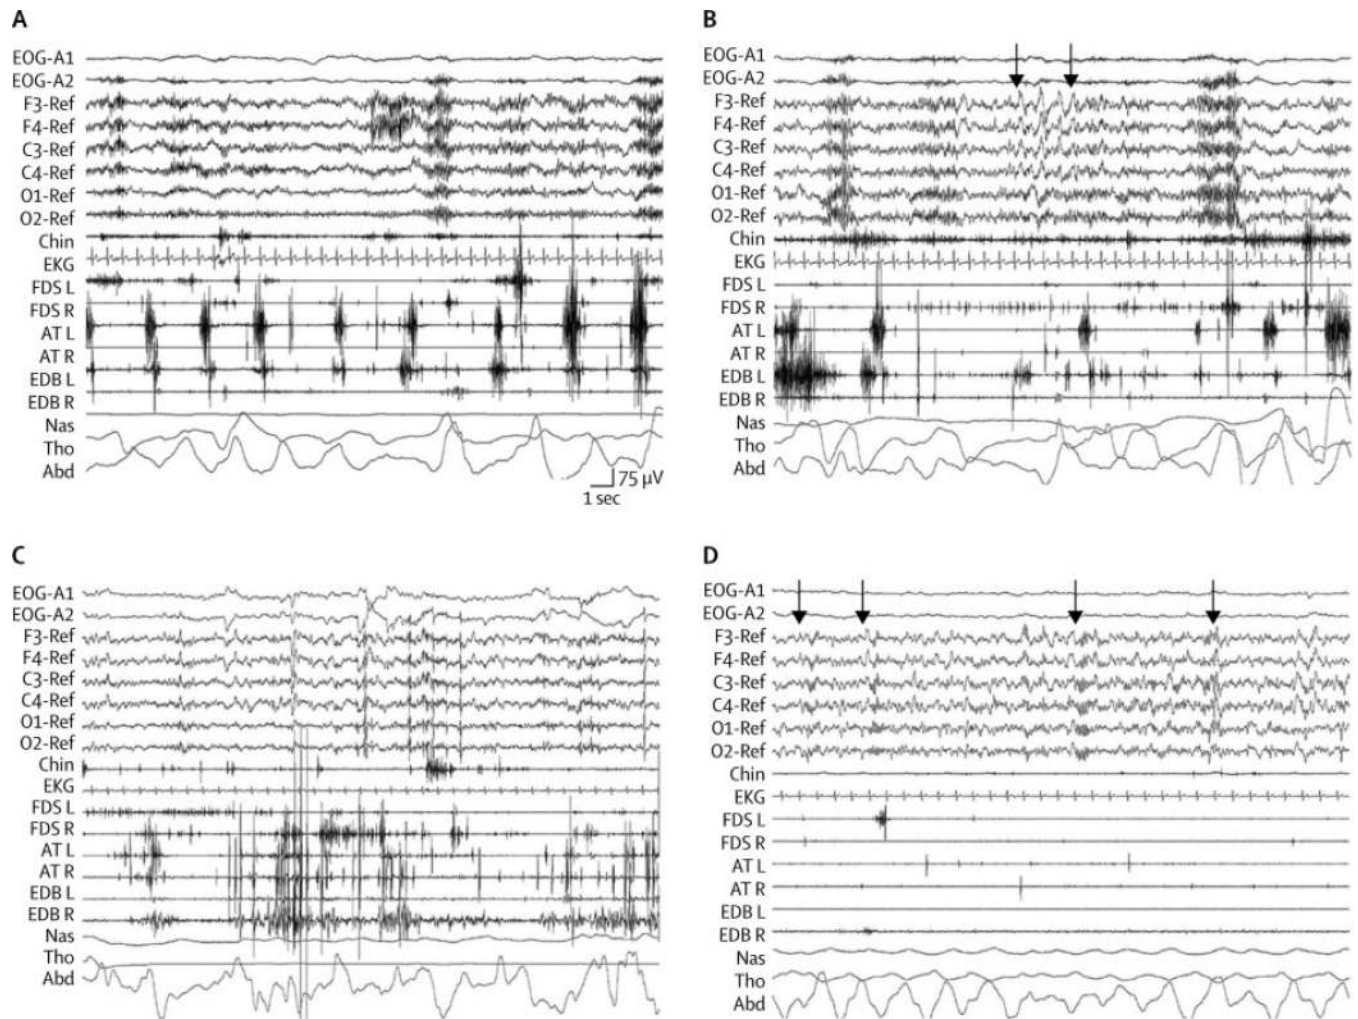 A
EOG-A1
EOG-A2
F3-Ref
F4-Ref
C3-Ref
C4-Ref
O1-Ref
O2-Ref
Chin
EKG
FDS L
FDS R
AT L
AT R
EDB L
EDB R
Nas
Tho
Abd
75 µV
1 sec
B
EOG-A1
EOG-A2
F3-Ref
F4-Ref
C3-Ref
C4-Ref
O1-Ref
O2-Ref
Chin
EKG
FDS L
FDS R
AT L
AT R
EDB L
EDB R
Nas
Tho
Abd
C
EOG-A1
EOG-A2
F3-Ref
F4-Ref
C3-Ref
C4-Ref
O1-Ref
O2-Ref
Chin
EKG
FDS L
FDS R
AT L
AT R
EDB L
EDB R
Nas
Tho
Abd
D
EOG-A1
EOG-A2
F3-Ref
F4-Ref
C3-Ref
C4-Ref
O1-Ref
O2-Ref
Chin
EKG
FDS L
FDS R
AT L
AT R
EDB L
EDB R
Nas
Tho
Abd